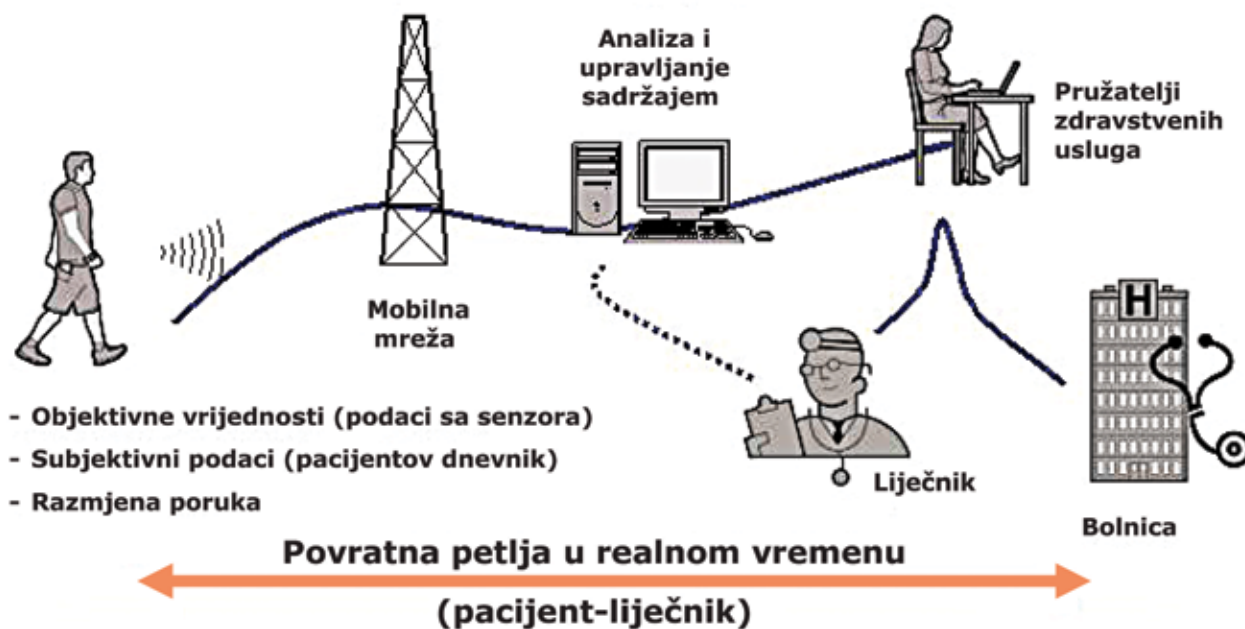 Analiza i
upravljanje
sadržajem
Pružatelji
zdravstvenih
usluga
Mobilna
mreža
H
- Objektivne vrijednosti (podaci sa senzora)
- Subjektivni podaci (pacijentov dnevnik)
- Razmjena poruka
Liječnik
Bolnica
Povratna petlja u realnom vremenu
(pacijent-liječnik)